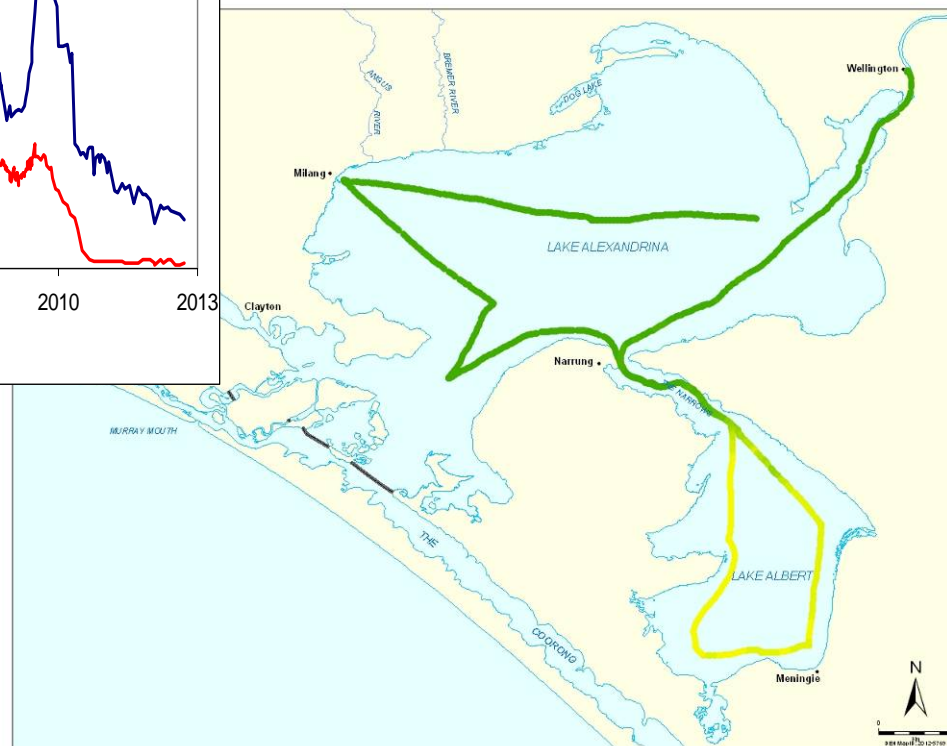 2010
2013
Wellington
ANGUS
RIVER
BREMER RIVER
DOG LAKE
Milang
LAKE ALEXANDRINA
Clayton
Narrung
THE NARROWS
MURRAY MOUTH
THE
COORONG
LAKE ALBERT
Meningie
N
0